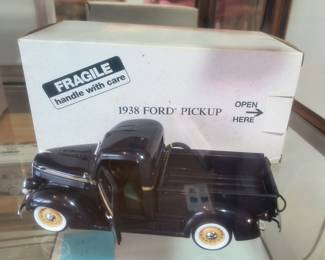 FRAGILE
handle with care
1938 FORD PICKUP
OPEN
HERE